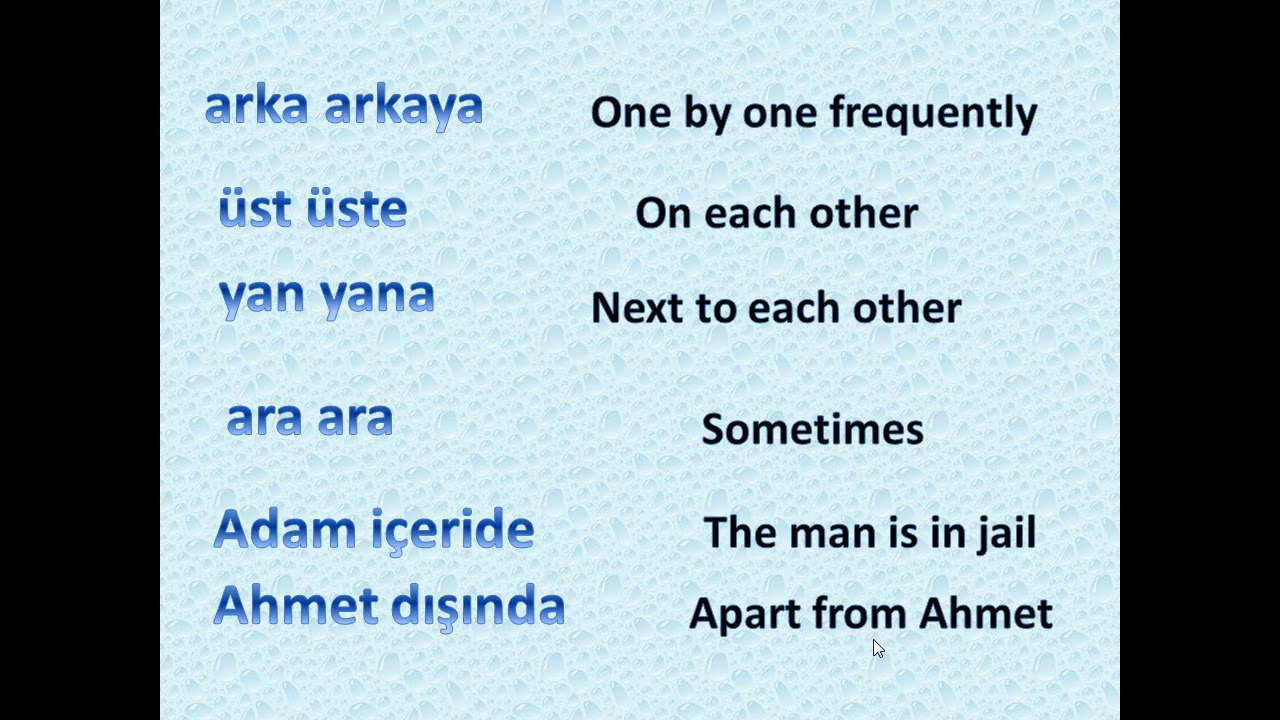 arka arkaya One by one frequently
üst üste On each other
yan yana Next to each other
ara ara Sometimes
Adam içeride The man is in jail
Ahmet dışında Apart from Ahmet